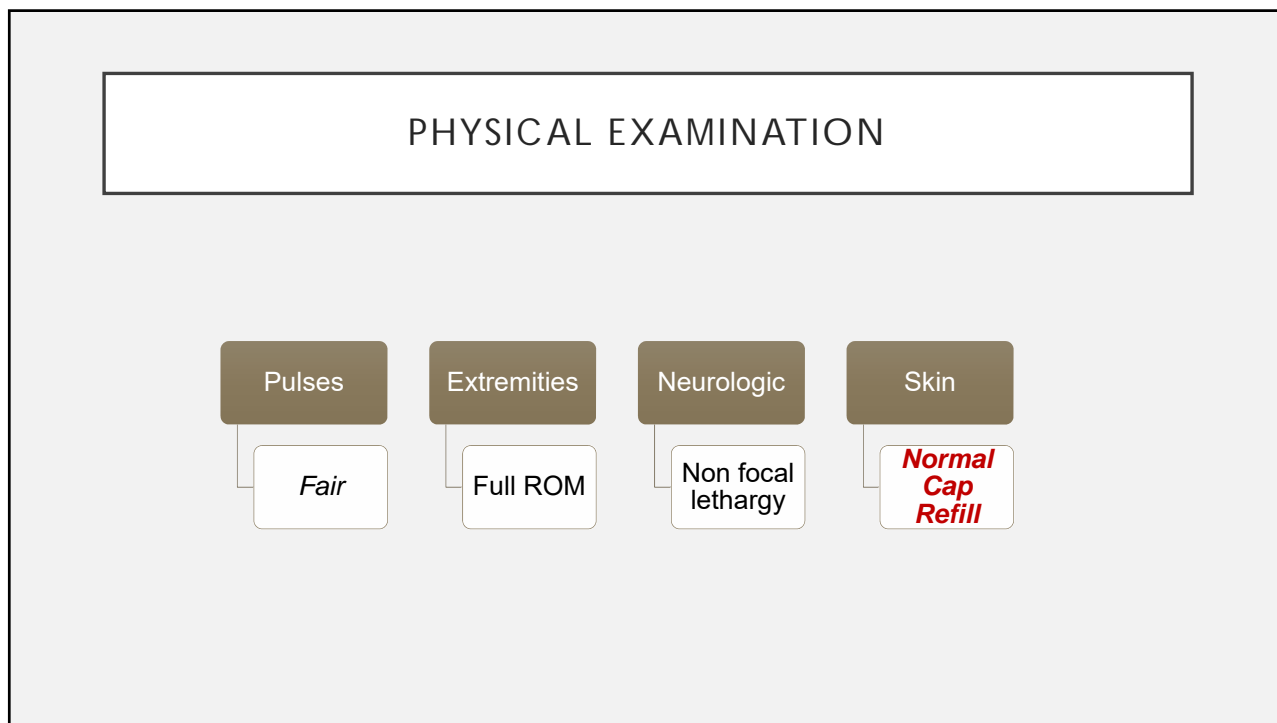 PHYSICAL EXAMINATION
Pulses
Fair
Extremities
Full ROM
Neurologic
Non focal
lethargy
Skin
Normal
Cap
Refill